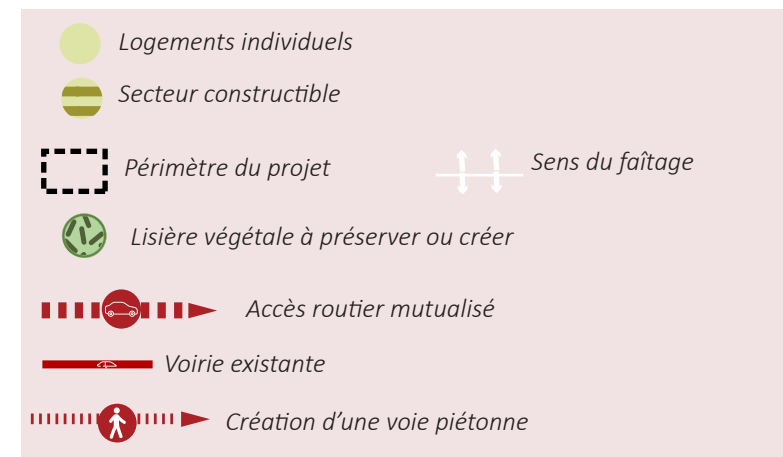 Logements individuels
Secteur constructible
Périmètre du projet
Sens du faîtage
Lisière végétale à préserver ou créer
Accès routier mutualisé
Voirie existante
Création d’une voie piétonne